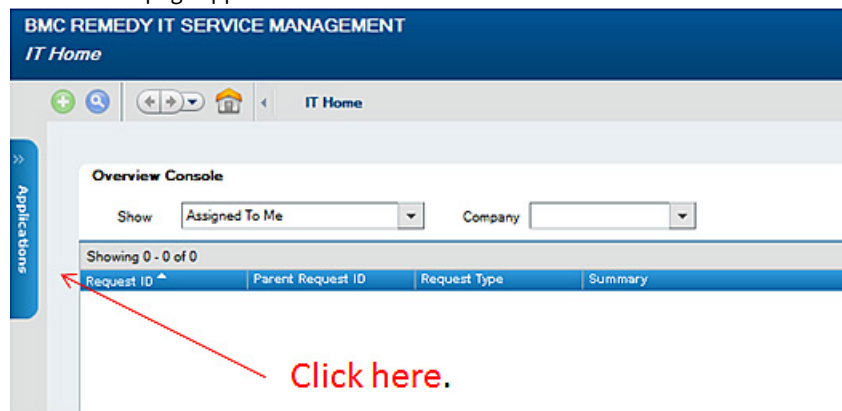 BMC REMEDY IT SERVICE MANAGEMENT
IT Home
IT Home
»
Applications
Overview Console
Show Assigned To Me Company
Showing 0 - 0 of 0
Request ID Parent Request ID Request Type Summary
Click here.